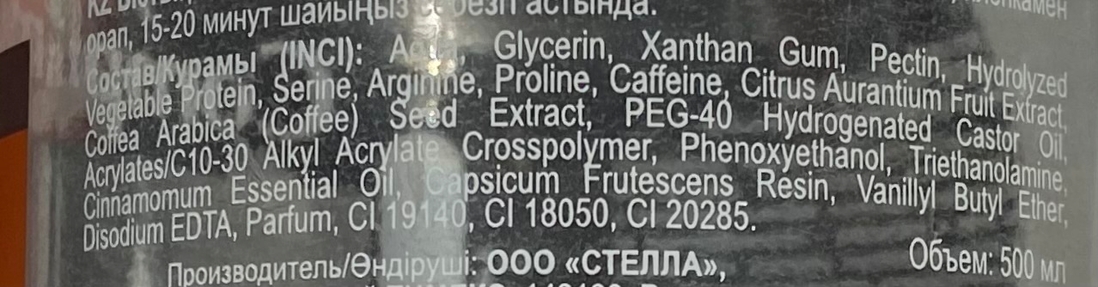 орап, 15-20 минут шайыңыз астында.
Состав/Курамы (INCI): Glycerin, Xanthan Gum, Pectin, Hydrolyzed
Vegetable Protein, Serine, Arginine, Proline, Caffeine, Citrus Aurantium Fruit Extract,
Coffea Arabica (Coffee) Seed Extract, PEG-40 Hydrogenated Castor Oil,
Acrylates/C10-30 Alkyl Acrylate Crosspolymer, Phenoxyethanol, Triethanolamine,
Cinnamomum Essential Oil, Capsicum Frutescens Resin, Vanillyl Butyl Ether,
Disodium EDTA, Parfum, CI 19140, CI 18050, CI 20285.
Объем: 500 мл
Производитель/Өндіруші: ООО «СТЕЛЛА»,